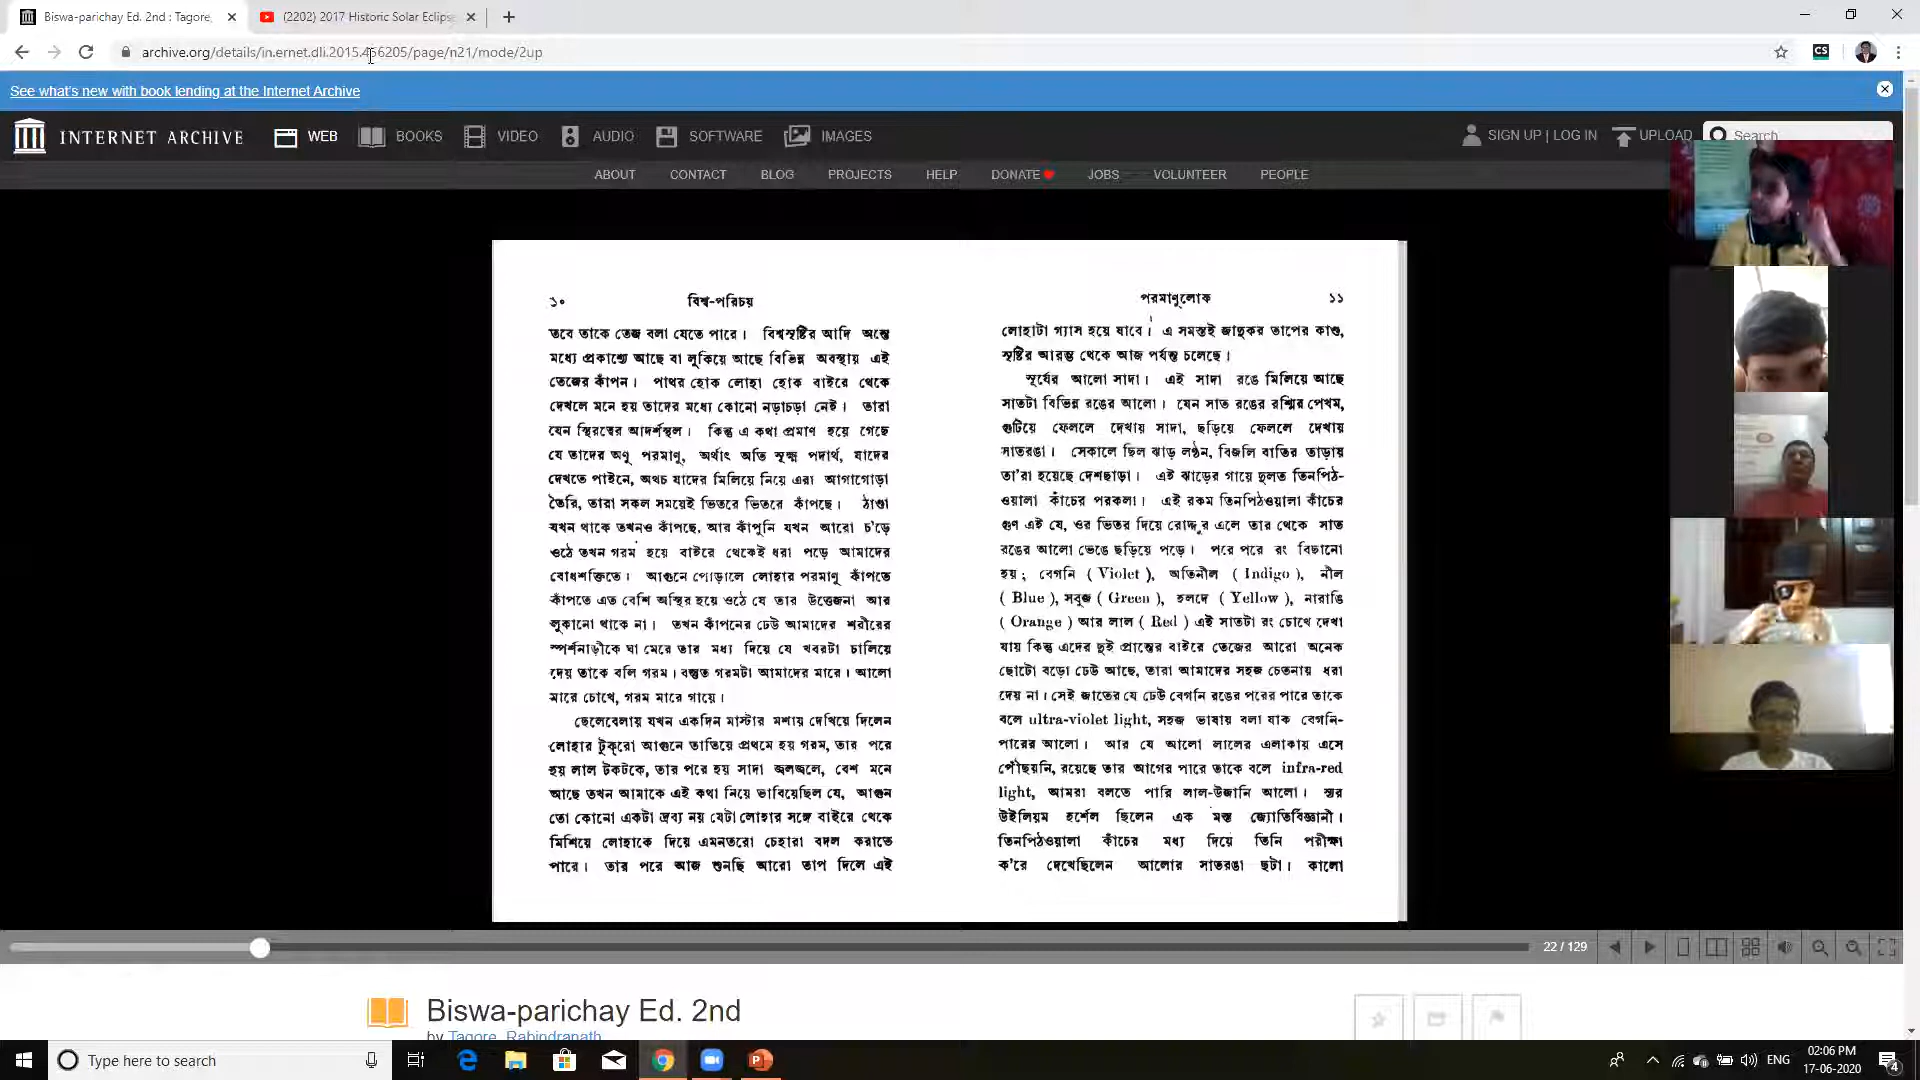 Biswa-parichay Ed. 2nd : Tagore,
(2202) 2017 Historic Solar Eclipse
archive.org/details/in.ernet.dli.2015.456205/page/n21/mode/2up
CS
See what's new with book lending at the Internet Archive
INTERNET ARCHIVE WEB BOOKS VIDEO AUDIO SOFTWARE IMAGES SIGN UP | LOG IN UPLOAD Search
ABOUT CONTACT BLOG PROJECTS HELP DONATE JOBS VOLUNTEER PEOPLE
১০ বিশ্ব-পরিচয়
তবে তাকে তেজ বলা যেতে পারে। বিশ্বসৃষ্টির আদি অন্তে
মধ্যে প্রকাশ্যে আছে বা লুকিয়ে আছে বিভিন্ন অবস্থায় এই
তেজের কাঁপন। পাথর হোক লোহা হোক বাইরে থেকে
দেখলে মনে হয় তাদের মধ্যে কোনো নড়াচড়া নেই। তারা
যেন স্থিরত্বের আদর্শস্থল। কিন্তু এ কথা প্রমাণ হয়ে গেছে
যে তাদের অণু পরমাণু, অর্থাৎ অতি সূক্ষ্ম পদার্থ, যাদের
দেখতে পাইনে, অথচ যাদের মিলিয়ে নিয়ে এরা আগাগোড়া
তৈরি, তারা সকল সময়েই ভিতরে ভিতরে কাঁপছে। ঠাণ্ডা
যখন থাকে তখনও কাঁপছে, আর কাঁপুনি যখন আরো চ'ড়ে
ওঠে তখন গরম হয়ে বাইরে থেকেই ধরা পড়ে আমাদের
বোধশক্তিতে। আগুনে পোড়ালে লোহার পরমাণু কাঁপতে
কাঁপতে এত বেশি অস্থির হয়ে ওঠে যে তার উত্তেজনা আর
লুকানো থাকে না। তখন কাঁপনের ঢেউ আমাদের শরীরের
স্পর্শনাড়ীকে ঘা মেরে তার মধ্য দিয়ে যে খবরটা চালিয়ে
দেয় তাকে বলি গরম। বস্তুত গরমটা আমাদের মারে। আলো
মারে চোখে, গরম মারে গায়ে।
ছেলেবেলায় যখন একদিন মাস্টার মশায় দেখিয়ে দিলেন
লোহার টুক্‌রো আগুনে তাতিয়ে প্রথমে হয় গরম, তার পরে
হয় লাল টকটকে, তার পরে হয় সাদা জ্বলজ্বলে, বেশ মনে
আছে তখন আমাকে এই কথা নিয়ে ভাবিয়েছিল যে, আগুন
তো কোনো একটা দ্রব্য নয় যেটা লোহার সঙ্গে বাইরে থেকে
মিশিয়ে লোহাকে দিয়ে এমনতরো চেহারা বদল করাতে
পারে। তার পরে আজ শুনছি আরো তাপ দিলে এই
পরমাণুলোক ১১
লোহাটা গ্যাস হয়ে যাবে। এ সমস্তই জাদুকর তাপের কাণ্ড,
সৃষ্টির আরম্ভ থেকে আজ পর্যন্ত চলেছে।
সূর্যের আলো সাদা। এই সাদা রঙে মিলিয়ে আছে
সাতটা বিভিন্ন রঙের আলো। যেন সাত রঙের রশ্মির পেখম,
গুটিয়ে ফেললে দেখায় সাদা, ছড়িয়ে ফেললে দেখায়
সাতরঙা। সেকালে ছিল ঝাড় লণ্ঠন, বিজলি বাতির তাড়ায়
তা'রা হয়েছে দেশছাড়া। এই ঝাড়ের গায়ে দুলত তিনপিঠ-
ওয়ালা কাঁচের পরকলা। এই রকম তিনপিঠওয়ালা কাঁচের
গুণ এই যে, ওর ভিতর দিয়ে রোদ্দুর এলে তার থেকে সাত
রঙের আলো ভেঙে ছড়িয়ে পড়ে। পরে পরে রং বিছানো
হয়; বেগনি ( Violet ), অতিনীল ( Indigo ), নীল
( Blue ), সবুজ ( Green ), হলদে ( Yellow ), নারাঙি
( Orange ) আর লাল ( Red ) এই সাতটা রং চোখে দেখা
যায় কিন্তু এদের দুই প্রান্তের বাইরে তেজের আরো অনেক
ছোটো বড়ো ঢেউ আছে, তারা আমাদের সহজ চেতনায় ধরা
দেয় না। সেই জাতের যে ঢেউ বেগনি রঙের পরের পারে তাকে
বলে ultra-violet light, সহজ ভাষায় বলা যাক বেগনি-
পারের আলো। আর যে আলো লালের এলাকায় এসে
পৌঁছয়নি, রয়েছে তার আগের পারে তাকে বলে infra-red
light, আমরা বলতে পারি লাল-উজানি আলো। স্যর
উইলিয়ম হর্শেল ছিলেন এক মস্ত জ্যোতির্বিজ্ঞানী।
তিনপিঠওয়ালা কাঁচের মধ্য দিয়ে তিনি পরীক্ষা
ক'রে দেখেছিলেন আলোর সাতরঙা ছটা। কালো
22 / 129
Biswa-parichay Ed. 2nd
by Tagore, Rabindranath
Type here to search
ENG
02:06 PM
17-06-2020
4